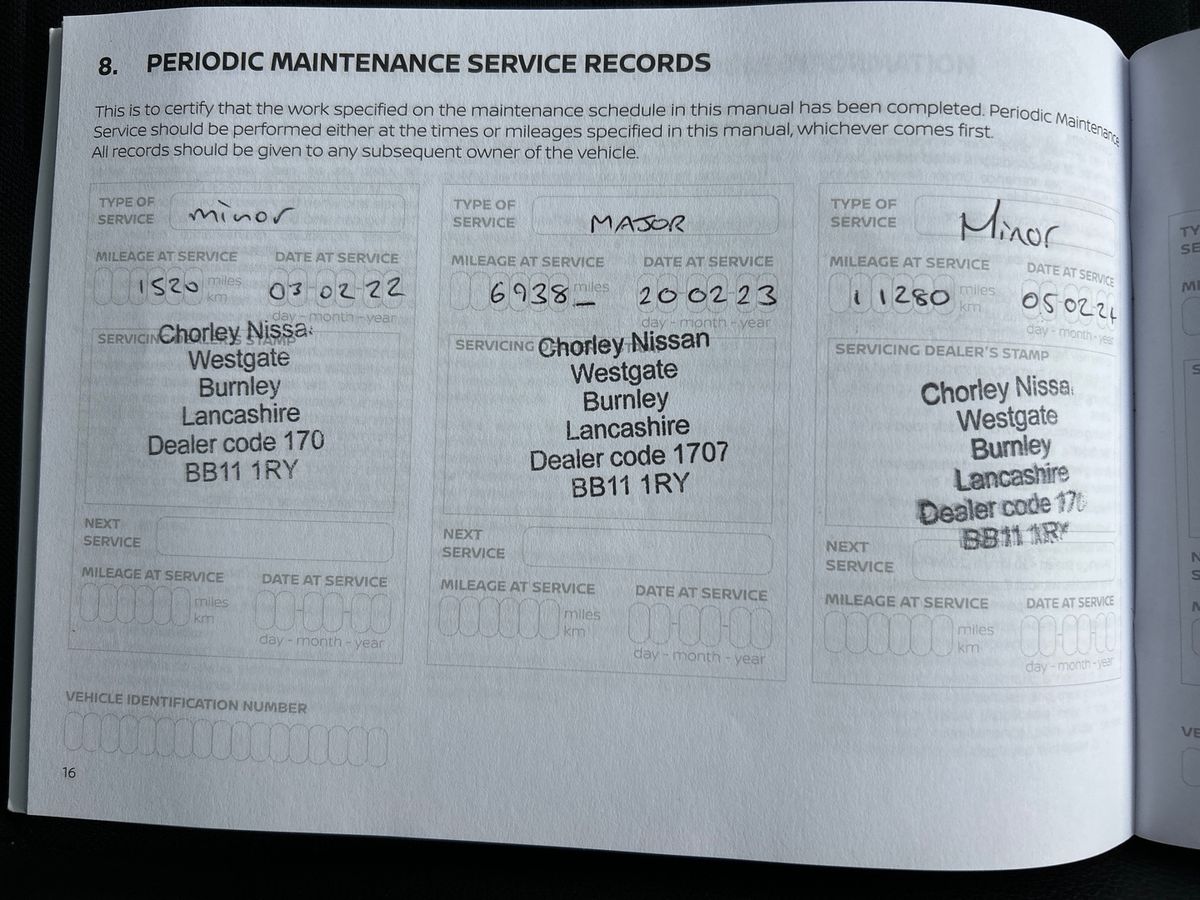 8. PERIODIC MAINTENANCE SERVICE RECORDS
This is to certify that the work specified on the maintenance schedule in this manual has been completed. Periodic Maintenance
Service should be performed either at the times or mileages specified in this manual, whichever comes first.
All records should be given to any subsequent owner of the vehicle.
TYPE OF
SERVICE minor
MILEAGE AT SERVICE DATE AT SERVICE
1520 miles
km
03-02-22
day - month - year
SERVICING DEALER'S STAMP
Chorley Nissa
Westgate
Burnley
Lancashire
Dealer code 170
BB11 1RY
NEXT
SERVICE
MILEAGE AT SERVICE DATE AT SERVICE
miles
km
day - month - year
TYPE OF
SERVICE MAJOR
MILEAGE AT SERVICE DATE AT SERVICE
6938 miles
20 02-23
day - month - year
SERVICING
Chorley Nissan
Westgate
Burnley
Lancashire
Dealer code 1707
BB11 1RY
NEXT
SERVICE
MILEAGE AT SERVICE DATE AT SERVICE
miles
km
day - month - year
TYPE OF
SERVICE Minor
MILEAGE AT SERVICE DATE AT SERVICE
11280 miles
km
05-02-24
day - month - year
SERVICING DEALER'S STAMP
Chorley Nissa
Westgate
Burnley
Lancashire
Dealer code 170
BB11 1RY
NEXT
SERVICE
MILEAGE AT SERVICE DATE AT SERVICE
miles
km
day - month - year
VEHICLE IDENTIFICATION NUMBER
16